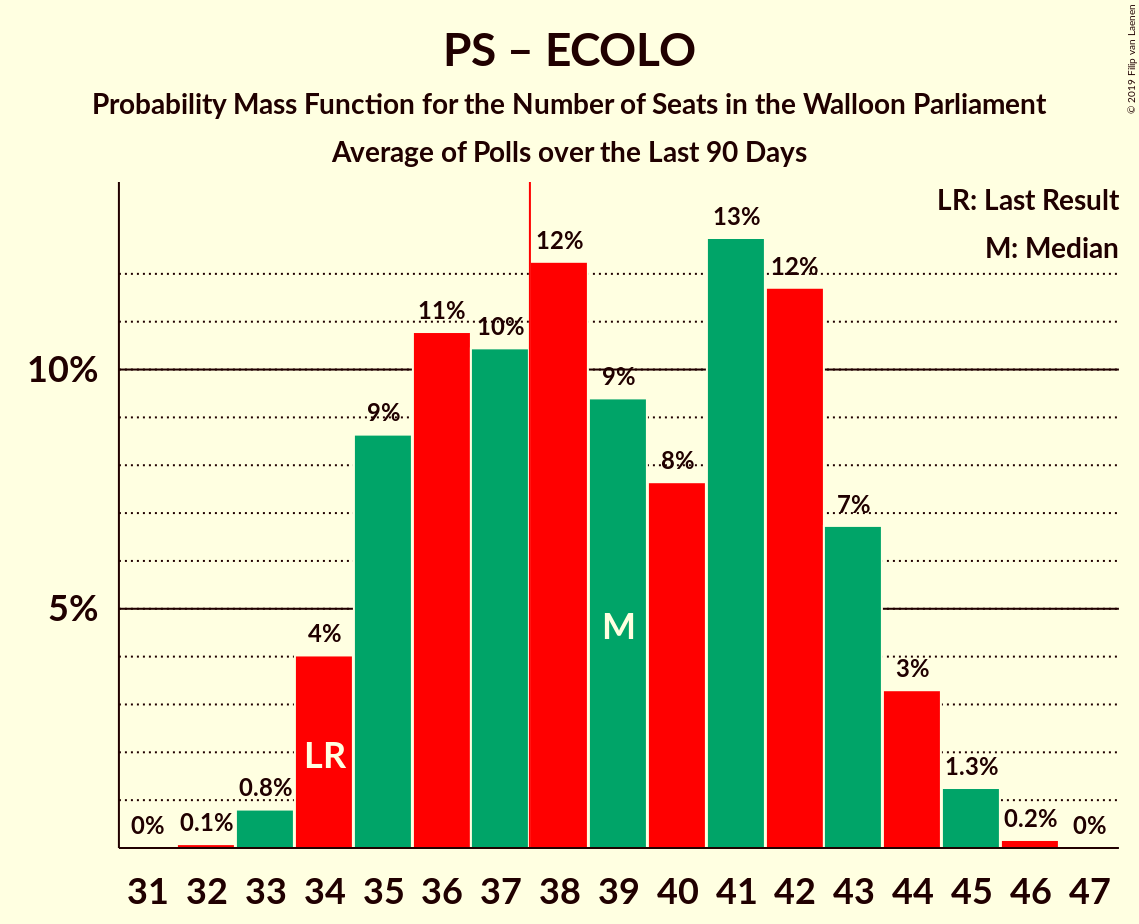 PS – ECOLO
Probability Mass Function for the Number of Seats in the Walloon Parliament
Average of Polls over the Last 90 Days
© 2019 Filip van Laenen
LR: Last Result
M: Median
10%
5%
0%
0.1%
0.8%
4%
9%
11%
10%
12%
9%
8%
13%
12%
7%
3%
1.3%
0.2%
0%
LR
M
31 32 33 34 35 36 37 38 39 40 41 42 43 44 45 46 47